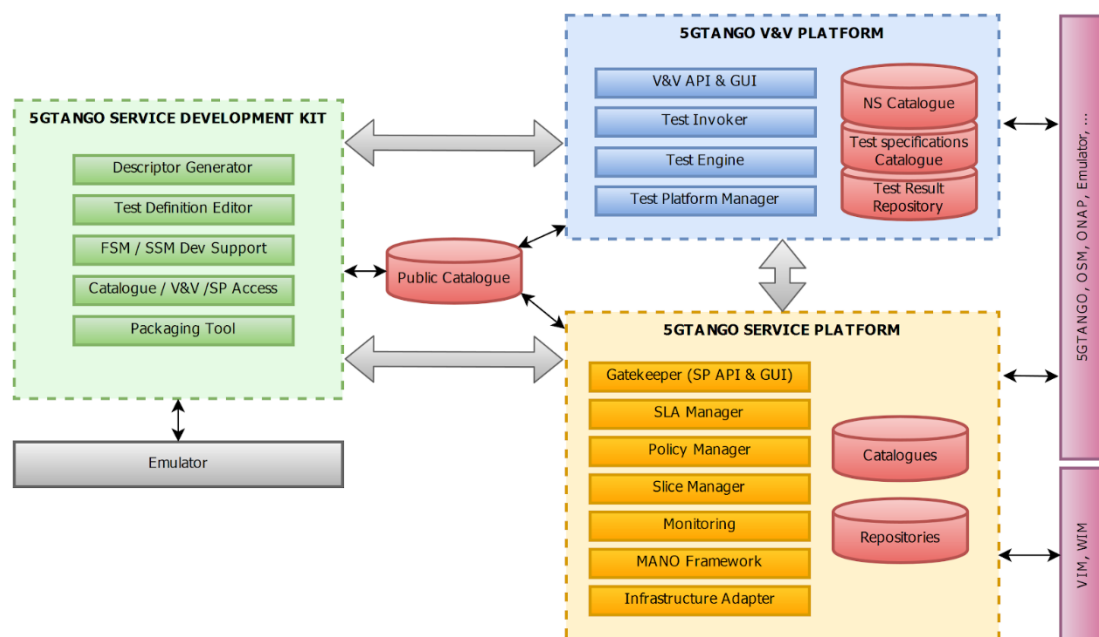 5GTANGO SERVICE DEVELOPMENT KIT
Descriptor Generator
Test Definition Editor
FSM / SSM Dev Support
Catalogue / V&V /SP Access
Packaging Tool
Emulator
Public Catalogue
5GTANGO V&V PLATFORM
V&V API & GUI
Test Invoker
Test Engine
Test Platform Manager
NS Catalogue
Test specifications
Catalogue
Test Result
Repository
5GTANGO SERVICE PLATFORM
Gatekeeper (SP API & GUI)
SLA Manager
Policy Manager
Slice Manager
Monitoring
MANO Framework
Infrastructure Adapter
Catalogues
Repositories
5GTANGO, OSM, ONAP, Emulator, ...
VIM, WIM